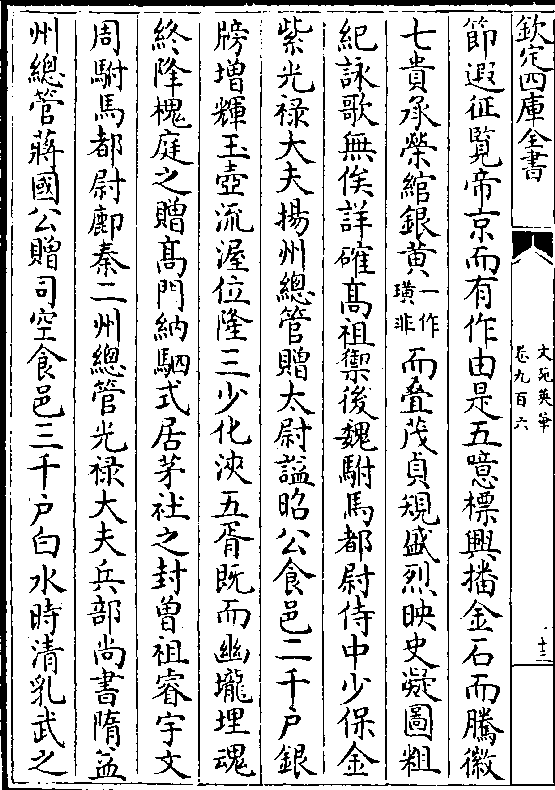 欽定四庫全書
文苑英華
卷九百六
十三
節遐征覧帝京而有作由是五噫標興播金石而騰徽
七貴承榮綰銀黄一作璜非而叠茂貞規盛烈映史凝圖粗
紀詠歌無俟詳確髙祖禦後魏駙馬都尉侍中少保金
紫光禄大夫揚州總管贈太尉諡昭公食邑二千户銀
牓增輝玉壺流渥位隆三少化浹五胥既而幽壠埋魂
終降槐庭之贈髙門納駟式居茅社之封曾祖睿宇文
周駙馬都尉鄜秦二州總管光禄大夫兵部尚書隋益
州總管蔣國公贈司空食邑三千户白水時清乳武之